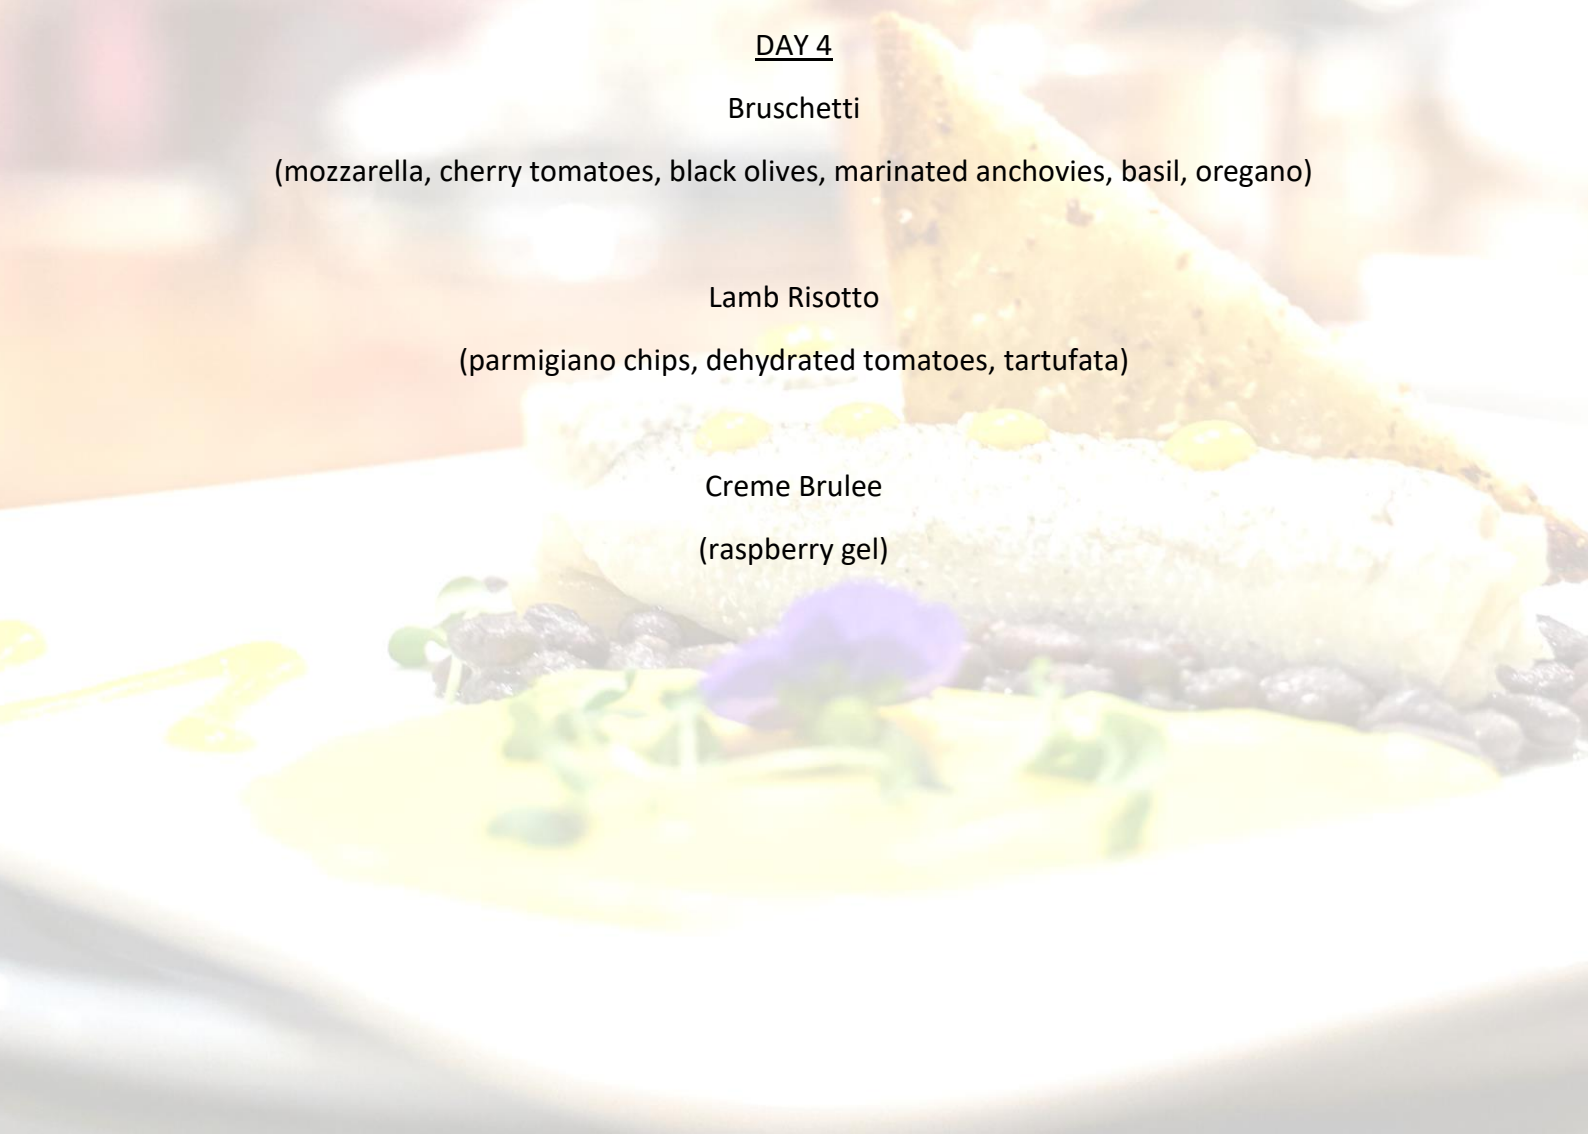 DAY 4
Bruschetti
(mozzarella, cherry tomatoes, black olives, marinated anchovies, basil, oregano)
Lamb Risotto
(parmigiano chips, dehydrated tomatoes, tartufata)
Creme Brulee
(raspberry gel)